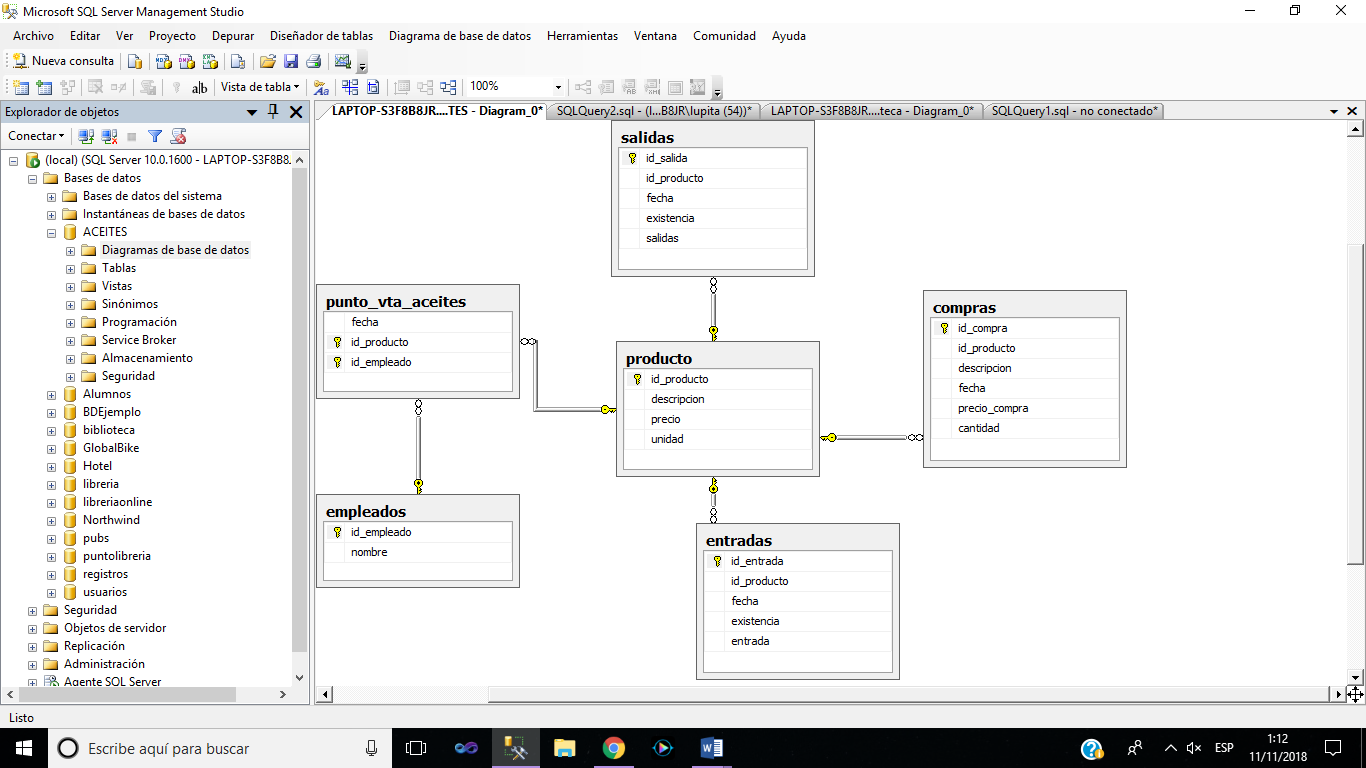 Microsoft SQL Server Management Studio
Archivo Editar Ver Proyecto Depurar Diseñador de tablas Diagrama de base de datos Herramientas Ventana Comunidad Ayuda
Nueva consulta
ab Vista de tabla 100%
Explorador de objetos
LAPTOP-S3F8B8JR....TES - Diagram_0* SQLQuery2.sql - (l...B8JR\lupita (54))* LAPTOP-S3F8B8JR....teca - Diagram_0* SQLQuery1.sql - no conectado*
Conectar
(local) (SQL Server 10.0.1600 - LAPTOP-S3F8B8.
Bases de datos
Bases de datos del sistema
Instantáneas de bases de datos
ACEITES
Diagramas de base de datos
Tablas
Vistas
Sinónimos
Programación
Service Broker
Almacenamiento
Seguridad
Alumnos
BDEjemplo
biblioteca
GlobalBike
Hotel
libreria
libreriaonline
Northwind
pubs
puntolibreria
registros
usuarios
Seguridad
Objetos de servidor
Replicación
Administración
Agente SQL Server
salidas
id_salida
id_producto
fecha
existencia
salidas
punto_vta_aceites
fecha
id_producto
id_empleado
producto
id_producto
descripcion
precio
unidad
compras
id_compra
id_producto
descripcion
fecha
precio_compra
cantidad
empleados
id_empleado
nombre
entradas
id_entrada
id_producto
fecha
existencia
entrada
Listo
Escribe aquí para buscar
ESP
1:12
11/11/2018